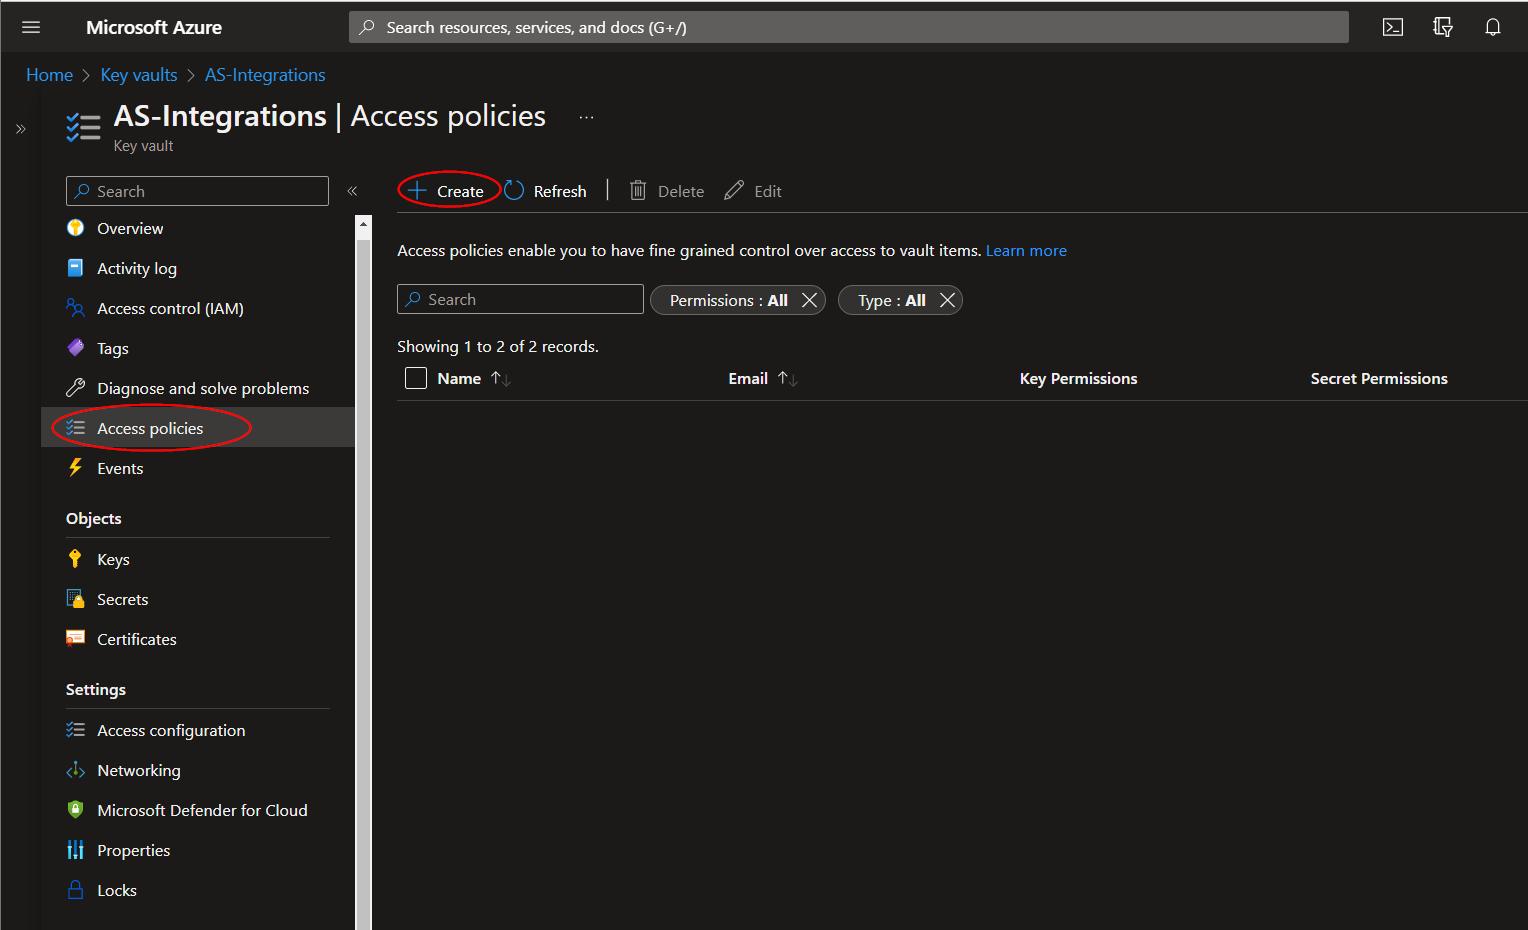 Microsoft Azure
Search resources, services, and docs (G+/)
Home > Key vaults > AS-Integrations
AS-Integrations | Access policies ...
Key vault
Search
Overview
Activity log
Access control (IAM)
Tags
Diagnose and solve problems
Access policies
Events
Objects
Keys
Secrets
Certificates
Settings
Access configuration
Networking
Microsoft Defender for Cloud
Properties
Locks
Create Refresh | Delete Edit
Access policies enable you to have fine grained control over access to vault items. Learn more
Search Permissions : All Type : All
Showing 1 to 2 of 2 records.
Name Email Key Permissions Secret Permissions